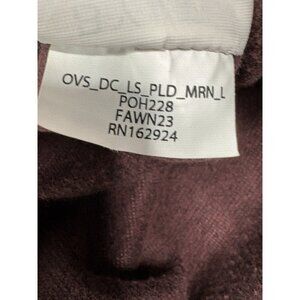 OVS_DC_LS_PLD_MRN_L
POH228
FAWN23
RN162924